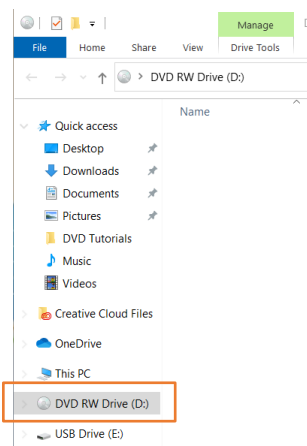 Manage
File Home Share View Drive Tools
DVD RW Drive (D:)
Name
Quick access
Desktop
Downloads
Documents
Pictures
DVD Tutorials
Music
Videos
Creative Cloud Files
OneDrive
This PC
DVD RW Drive (D:)
USB Drive (E:)